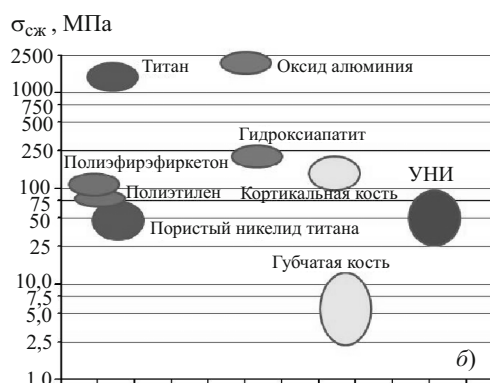 σсж , МПа
2500
1000
750
500
250
100
75
50
25
10,0
7,5
5,0
2,5
1,0
Титан
Оксид алюминия
Гидроксиапатит
Полиэфирэфиркетон
Полиэтилен
Кортикальная кость
УНИ
Пористый никелид титана
Губчатая кость
б)